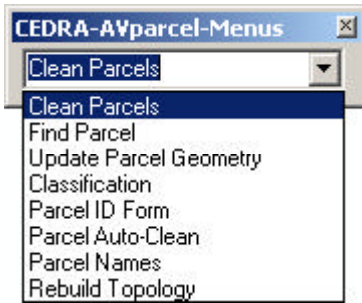 CEDRA-AVparcel-Menus
Clean Parcels
Clean Parcels
Find Parcel
Update Parcel Geometry
Classification
Parcel ID Form
Parcel Auto-Clean
Parcel Names
Rebuild Topology